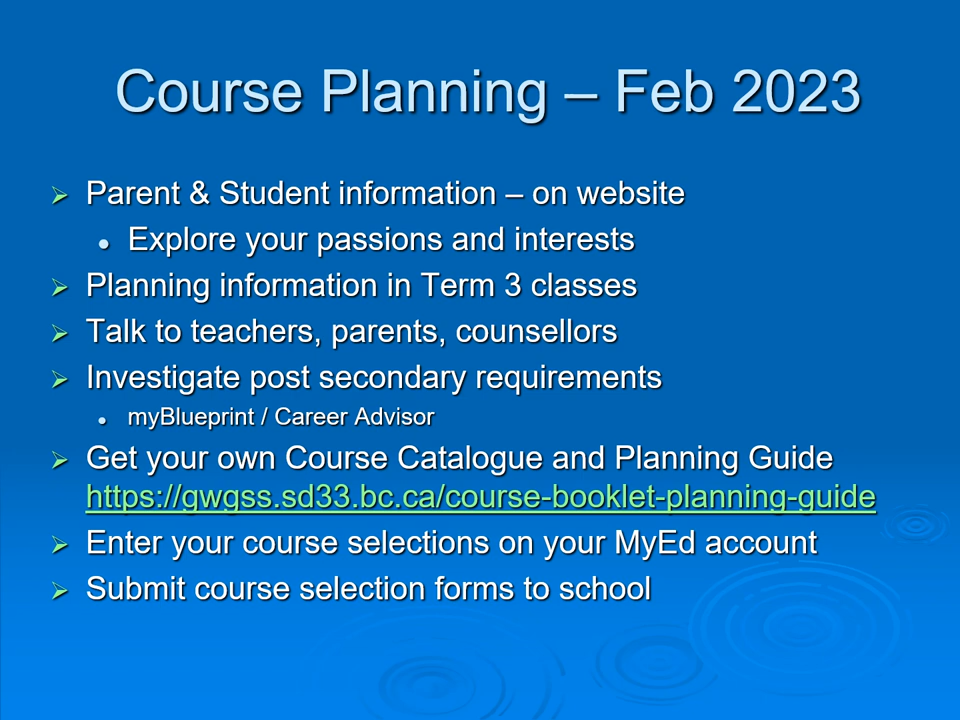 Course Planning – Feb 2023
Parent & Student information – on website
Explore your passions and interests
Planning information in Term 3 classes
Talk to teachers, parents, counsellors
Investigate post secondary requirements
myBlueprint / Career Advisor
Get your own Course Catalogue and Planning Guide
https://gwgss.sd33.bc.ca/course-booklet-planning-guide
Enter your course selections on your MyEd account
Submit course selection forms to school